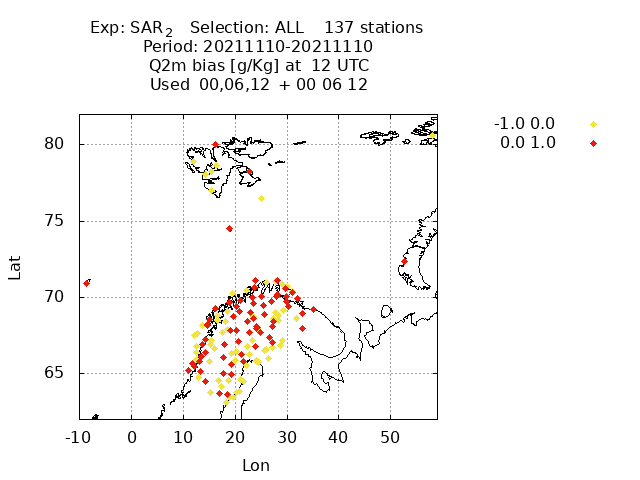 Exp: SAR2 Selection: ALL 137 stations
Period: 20211110-20211110
Q2m bias [g/Kg] at 12 UTC
Used 00,06,12 + 00 06 12
-1.0 0.0
0.0 1.0
80
75
70
65
Lat
-10 0 10 20 30 40 50
Lon